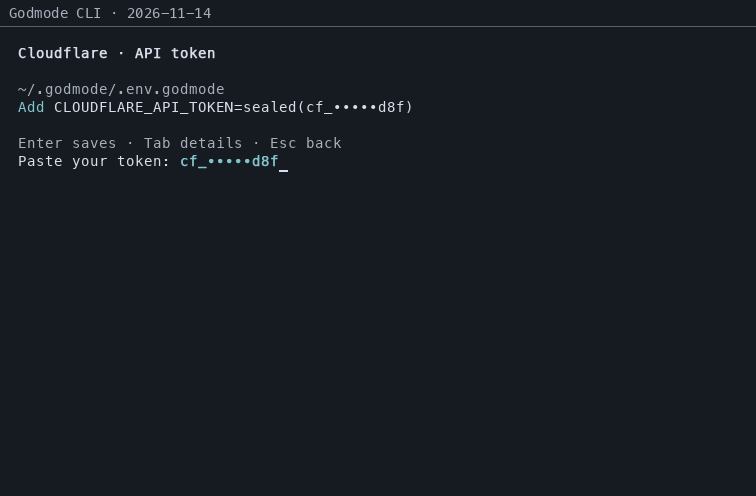 Godmode CLI · 2026−11−14
Cloudflare · API token
~/.godmode/.env.godmode
Add CLOUDFLARE_API_TOKEN=sealed(cf_•••••d8f)
Enter saves · Tab details · Esc back
Paste your token: cf_•••••d8f_